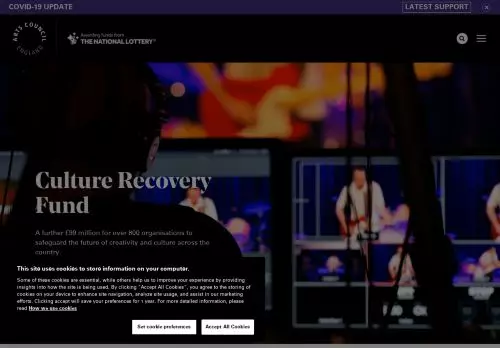 COVID-19 UPDATE
LATEST SUPPORT
ARTS COUNCIL ENGLAND
Awarding funds from
THE NATIONAL LOTTERY®
Culture Recovery
Fund
A further £99 million for over 800 organisations to
safeguard the future of creativity and culture across the
country.
This site uses cookies to store information on your computer.
Some of these cookies are essential, while others help us to improve your experience by providing
insights into how the site is being used. By clicking "Accept All Cookies", you agree to the storing
of cookies on your device to enhance site navigation, analyze site usage, and assist in our marketing
efforts. Clicking accept will save your preferences for 1 year. For more detailed information, please
read How we use cookies
Set cookie preferences
Accept All Cookies